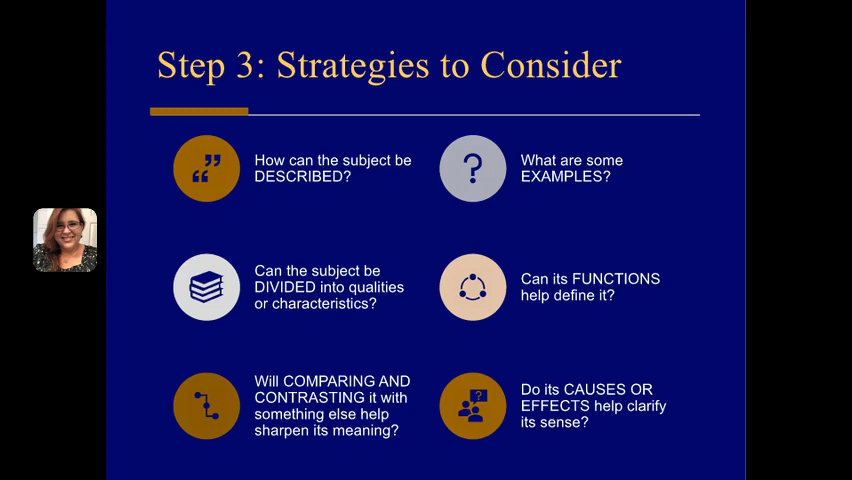 Step 3: Strategies to Consider
How can the subject be
DESCRIBED?
What are some
EXAMPLES?
Can the subject be
DIVIDED into qualities
or characteristics?
Can its FUNCTIONS
help define it?
Will COMPARING AND
CONTRASTING it with
something else help
sharpen its meaning?
Do its CAUSES OR
EFFECTS help clarify
its sense?